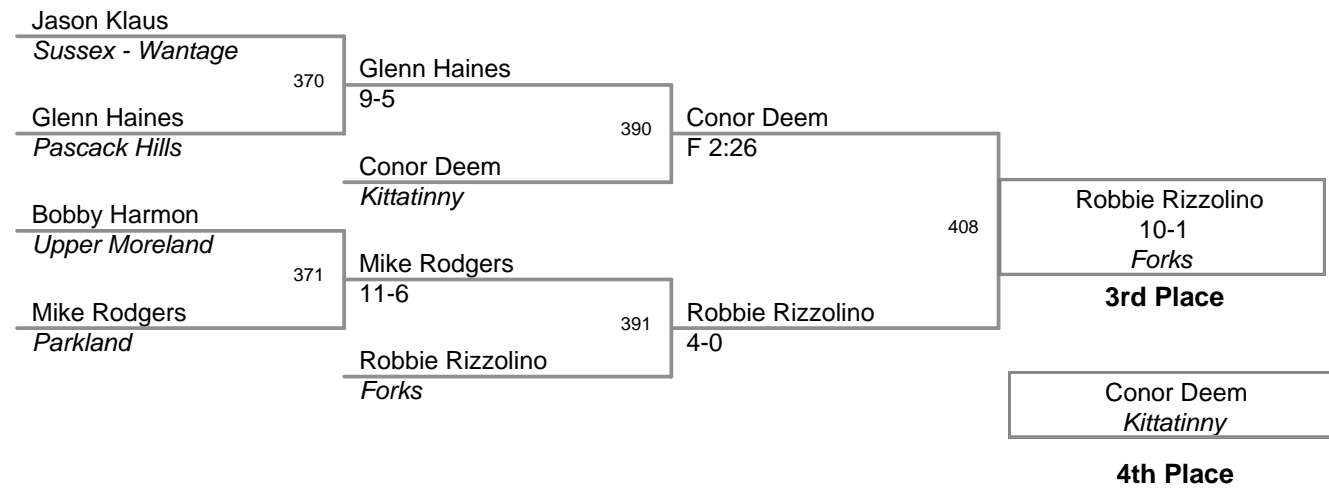 Jason Klaus
Sussex - Wantage
370
Glenn Haines
9-5
Glenn Haines
Pascack Hills
390
Conor Deem
F 2:26
Conor Deem
Kittatinny
Bobby Harmon
Upper Moreland
371
Mike Rodgers
11-6
Mike Rodgers
Parkland
391
Robbie Rizzolino
4-0
Robbie Rizzolino
Forks
408
Robbie Rizzolino
10-1
Forks
3rd Place
Conor Deem
Kittatinny
4th Place